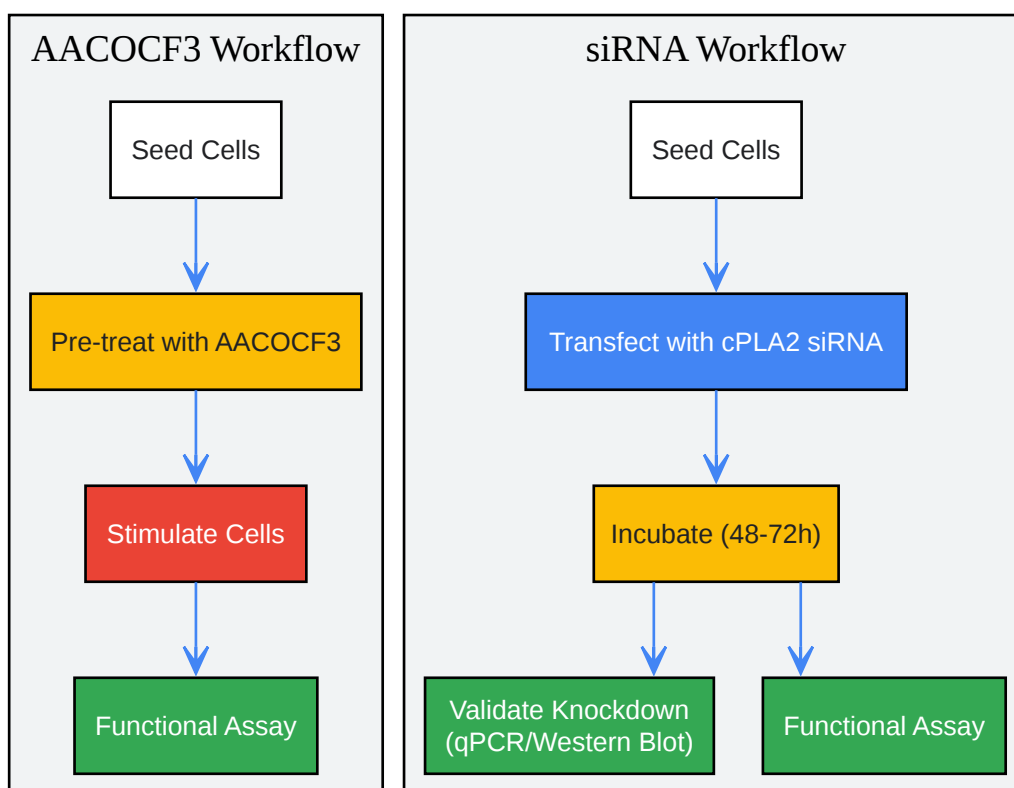 AACOCF3 Workflow
Seed Cells
Pre-treat with AACOCF3
Stimulate Cells
Functional Assay
siRNA Workflow
Seed Cells
Transfect with cPLA2 siRNA
Incubate (48-72h)
Validate Knockdown
(qPCR/Western Blot)
Functional Assay